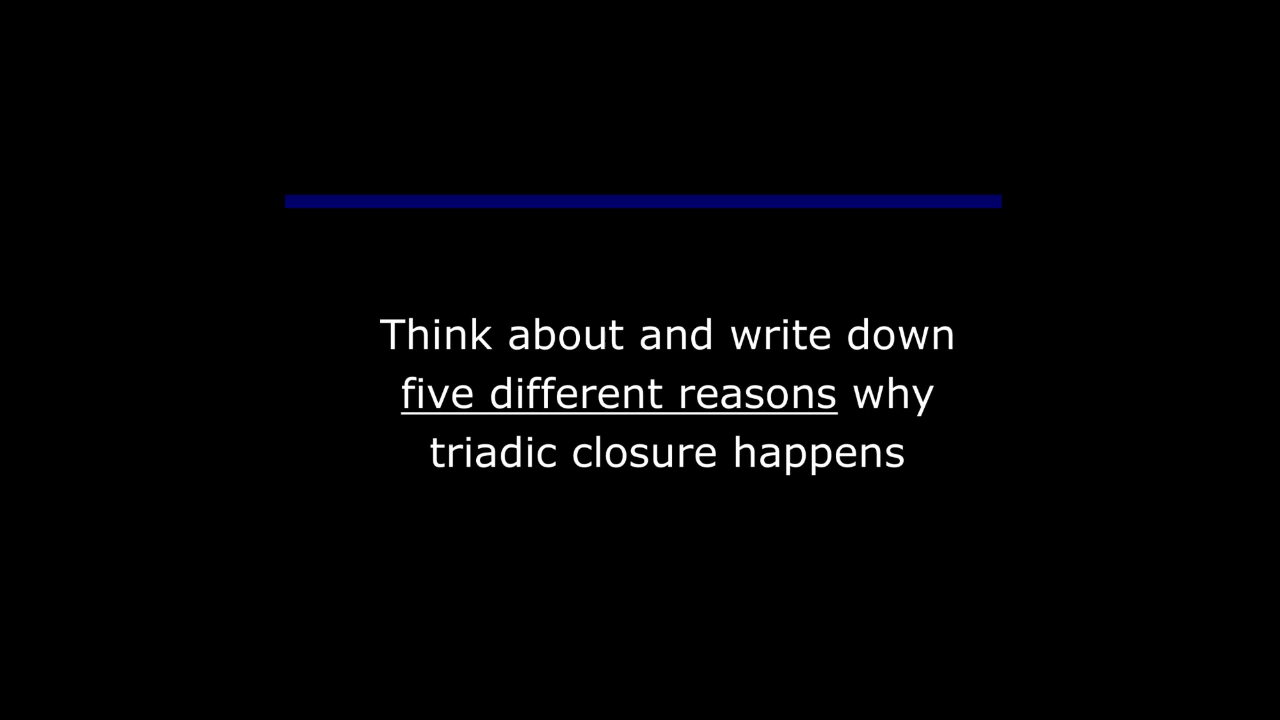 Think about and write down
five different reasons why
triadic closure happens